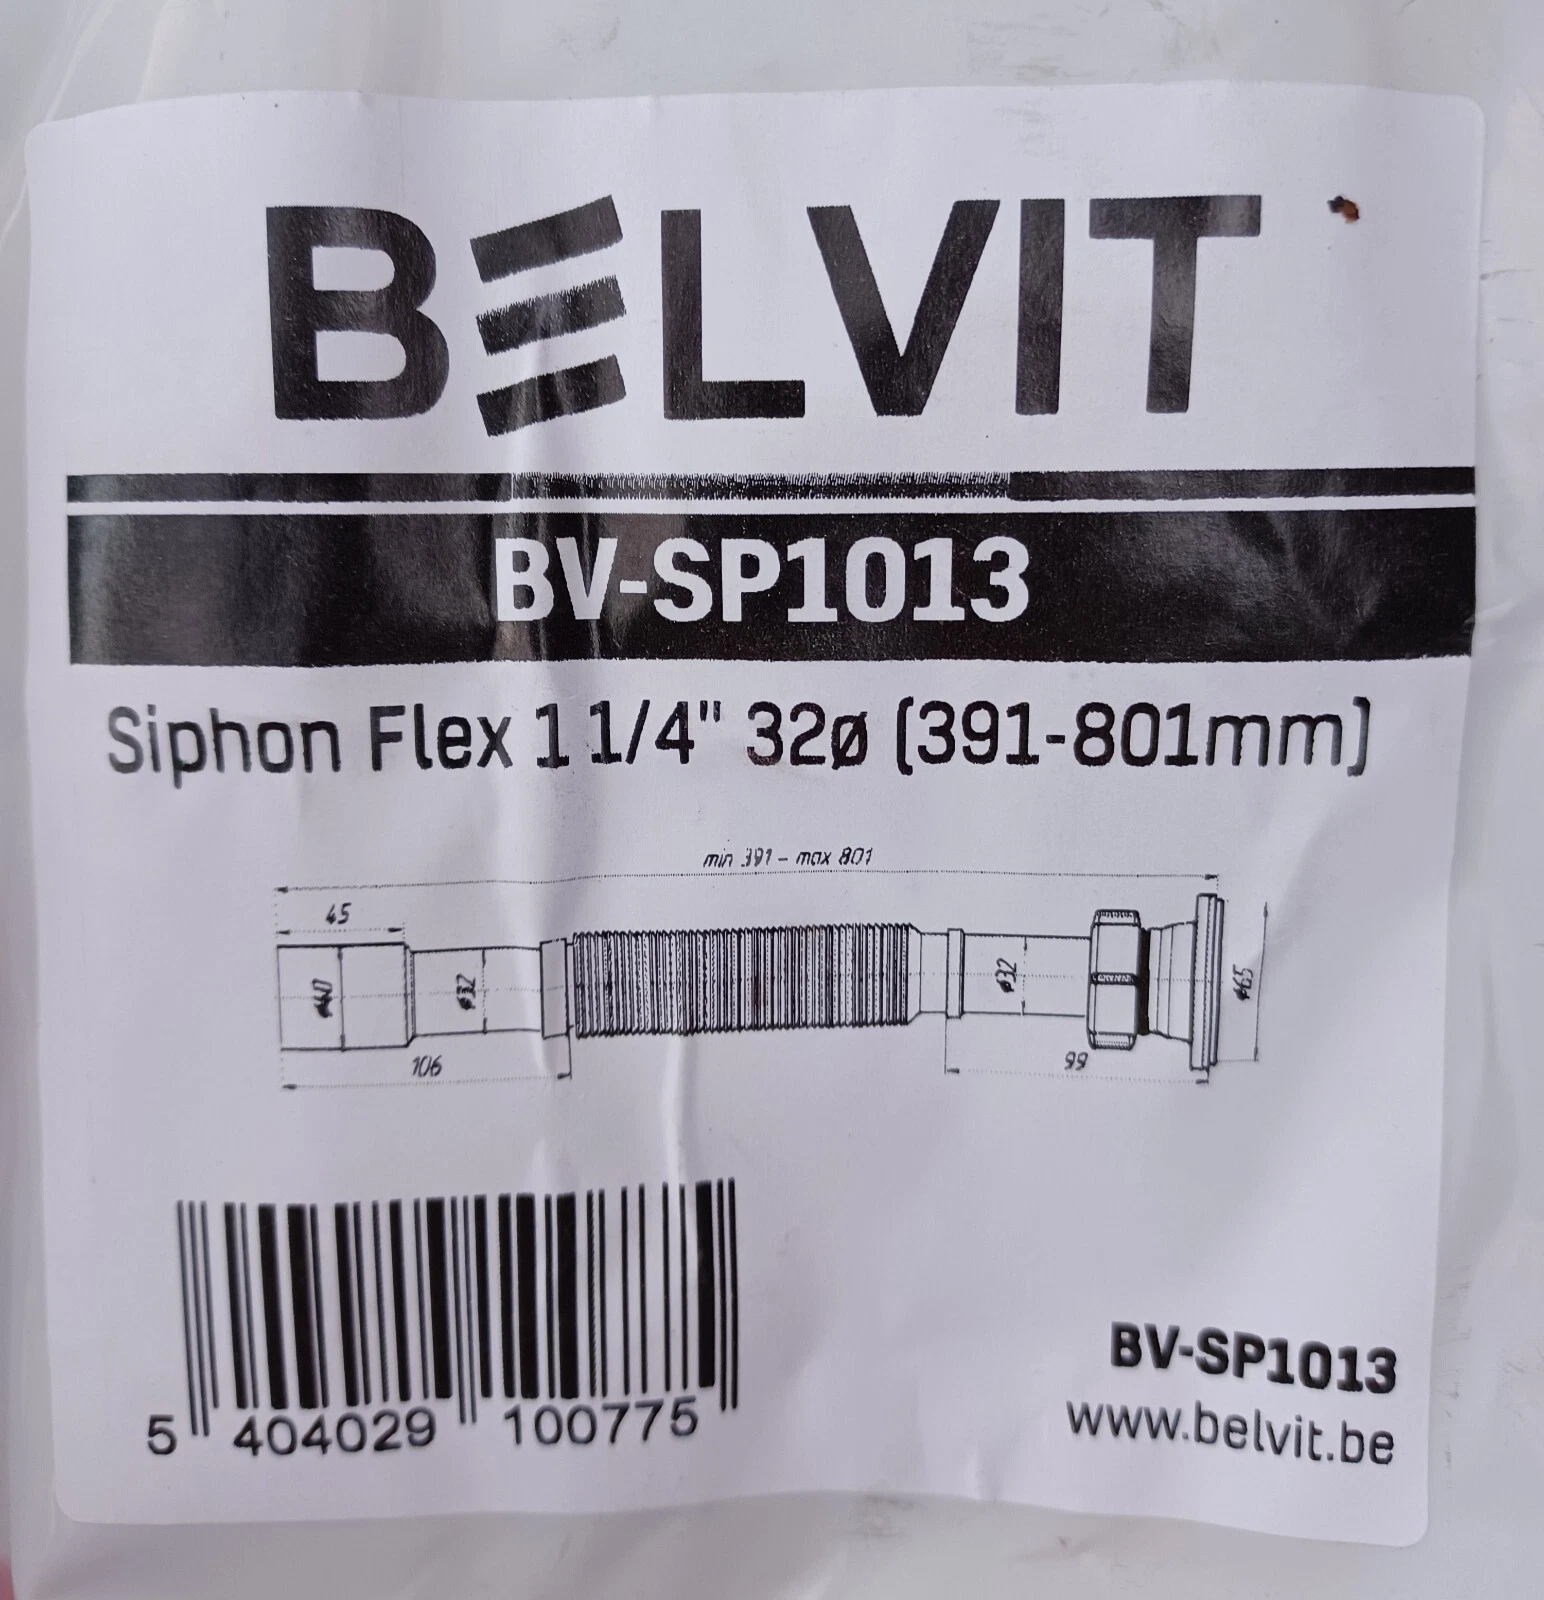 BELVIT
BV-SP1013
Siphon Flex 1 1/4" 32ø (391-801mm)
min 391 - max 801
45
ø40
ø32
ø32
ø65
106
99
5 404029 100775
BV-SP1013
www.belvit.be